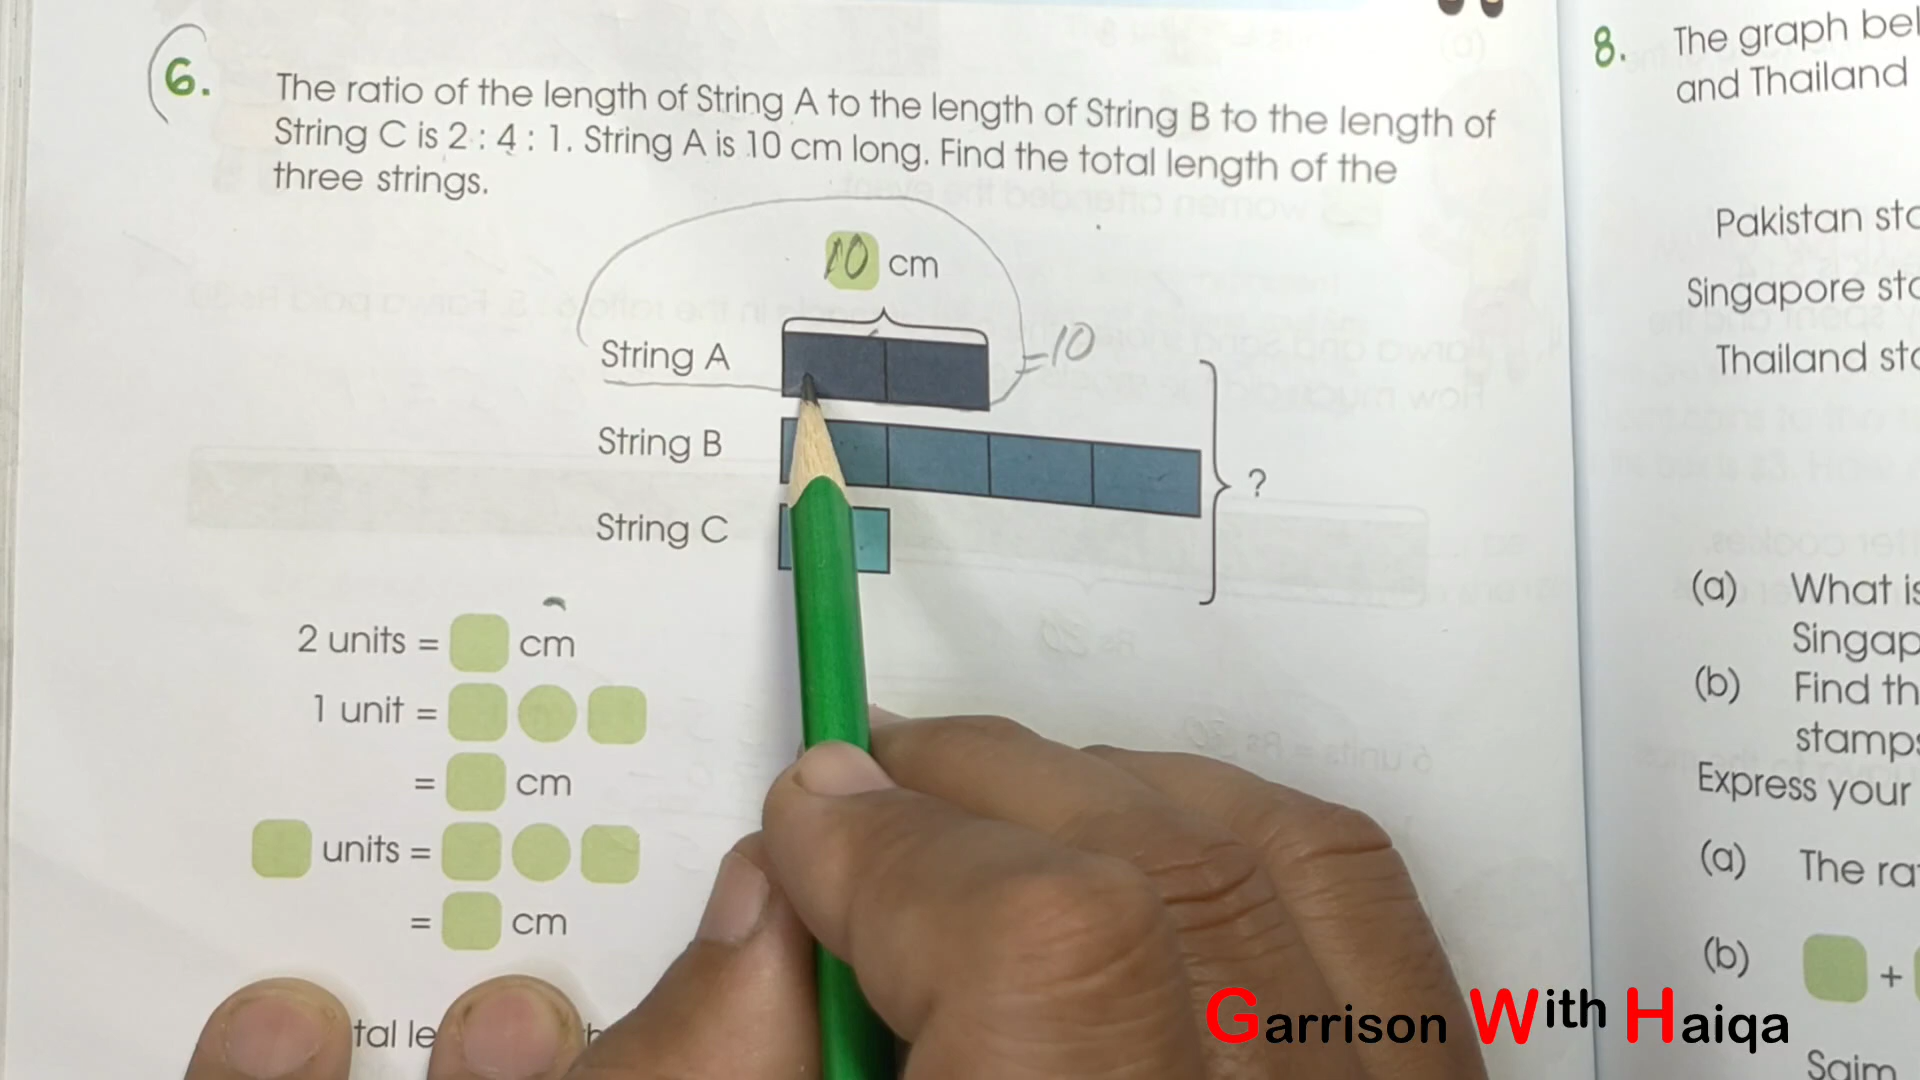 6.
The ratio of the length of String A to the length of String B to the length of
String C is 2 : 4 : 1. String A is 10 cm long. Find the total length of the
three strings.
10 cm
String A
=10
String B
?
String C
2 units = cm
1 unit =
= cm
units =
= cm
tal le
8.
The graph bel
and Thailand
Pakistan sta
Singapore sta
Thailand sta
(a) What is
Singap
(b) Find th
stamps
Express your
(a) The ra
(b) +
Saim
Garrison With Haiqa